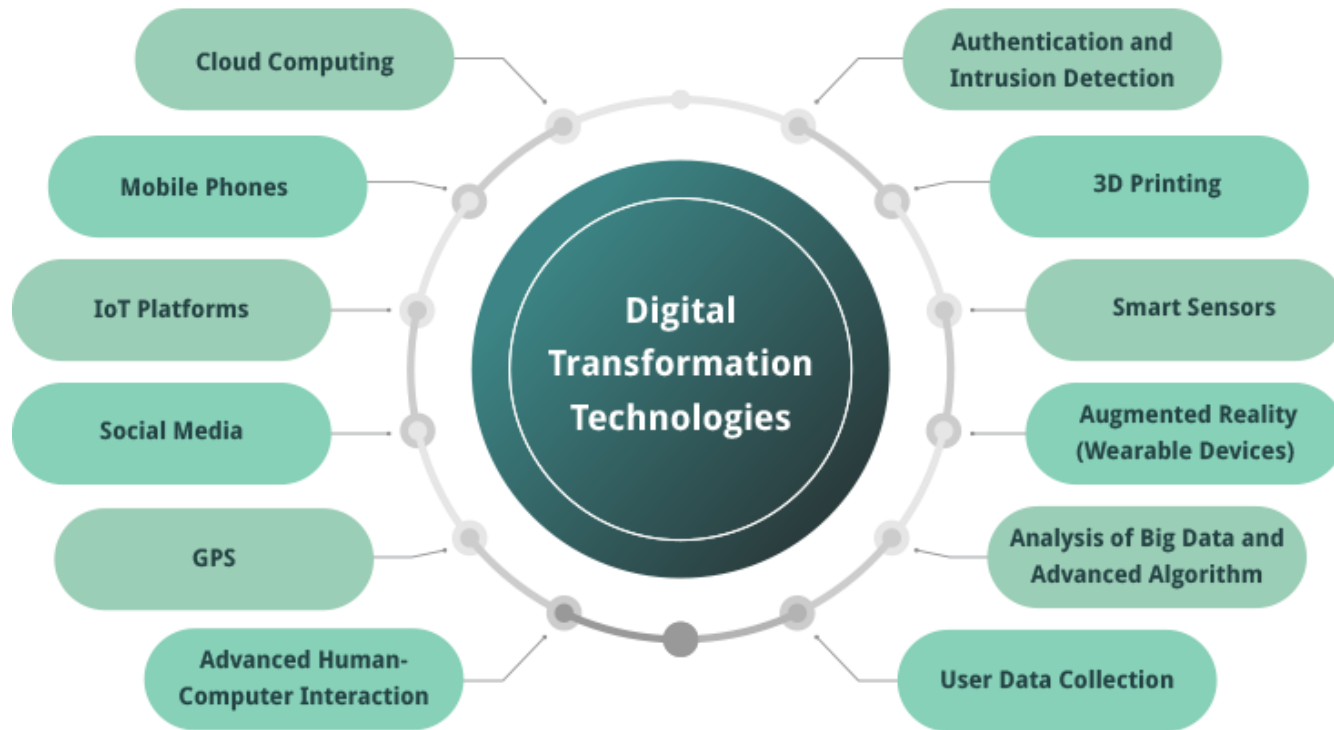 Cloud Computing
Mobile Phones
IoT Platforms
Social Media
GPS
Advanced Human-
Computer Interaction
Digital
Transformation
Technologies
Authentication and
Intrusion Detection
3D Printing
Smart Sensors
Augmented Reality
(Wearable Devices)
Analysis of Big Data and
Advanced Algorithm
User Data Collection